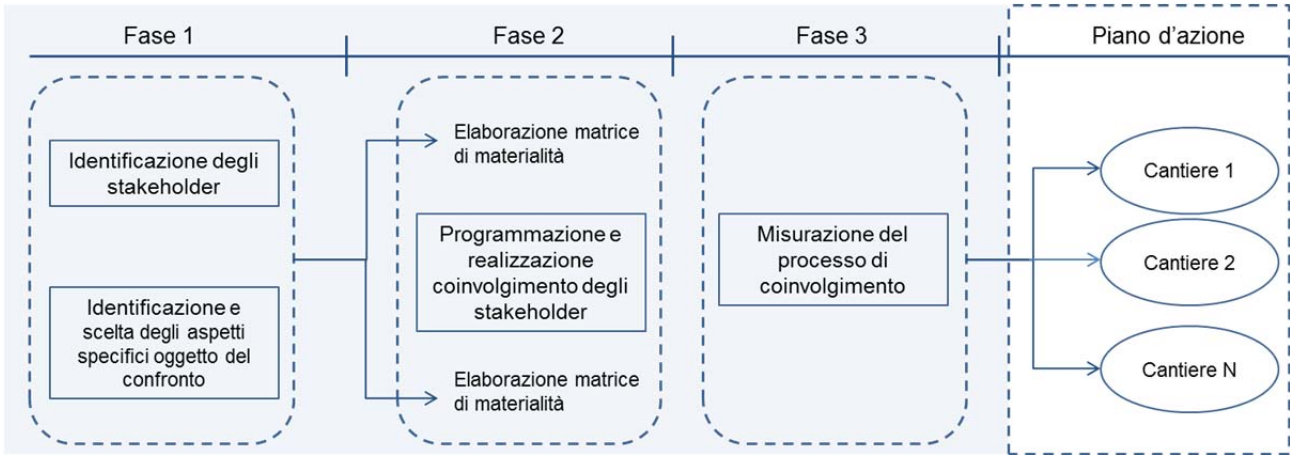 Fase 1
Fase 2
Fase 3
Piano d'azione
Identificazione degli
stakeholder
Identificazione e
scelta degli aspetti
specifici oggetto del
confronto
Elaborazione matrice
di materialità
Programmazione e
realizzazione
coinvolgimento degli
stakeholder
Elaborazione matrice
di materialità
Misurazione del
processo di
coinvolgimento
Cantiere 1
Cantiere 2
Cantiere N